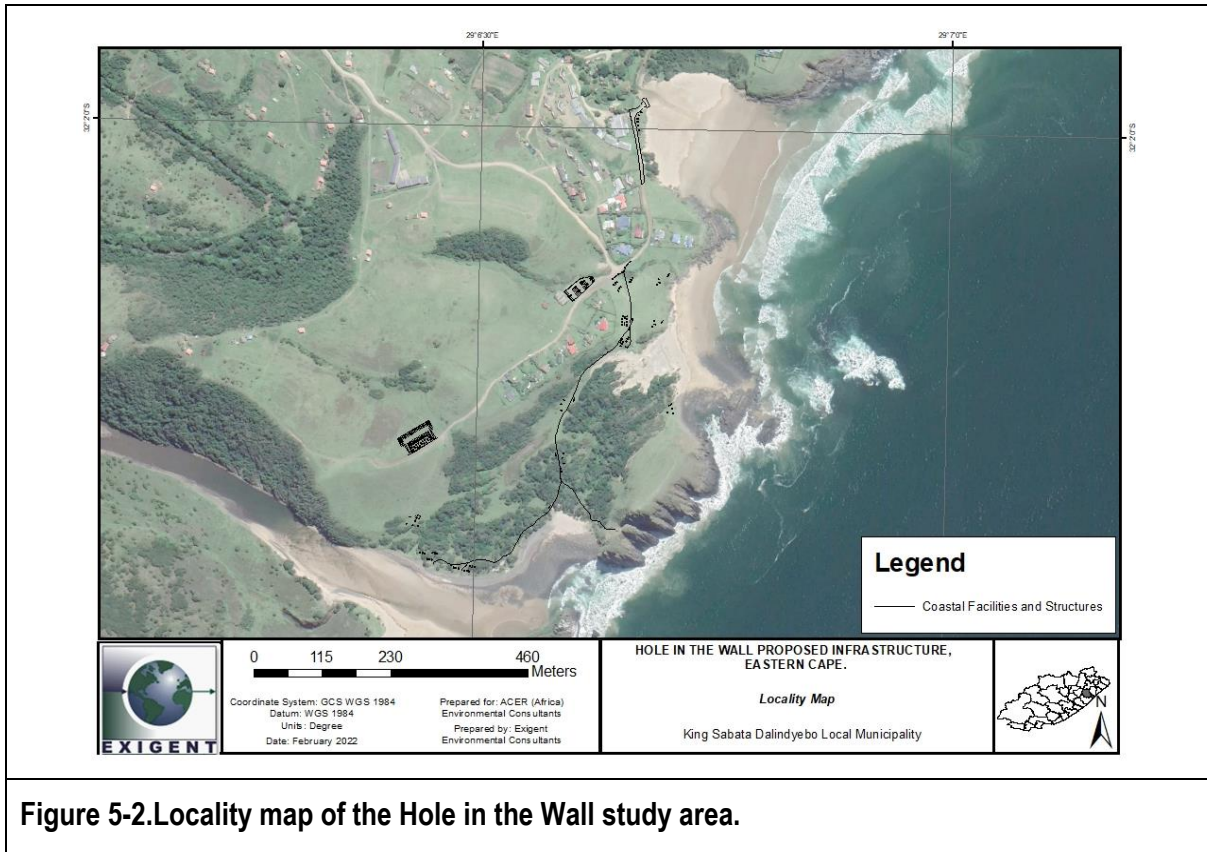 29°6'30"E
29°7'0"E
32°2'0"S
32°2'0"S
Legend
Coastal Facilities and Structures
EXIGENT
0 115 230 460
Meters
Coordinate System: GCS WGS 1984
Datum: WGS 1984
Units: Degree
Date: February 2022
Prepared for: ACER (Africa)
Environmental Consultants
Prepared by: Exigent
Environmental Consultants
HOLE IN THE WALL PROPOSED INFRASTRUCTURE,
EASTERN CAPE.
Locality Map
King Sabata Dalindyebo Local Municipality
N
Figure 5-2.Locality map of the Hole in the Wall study area.